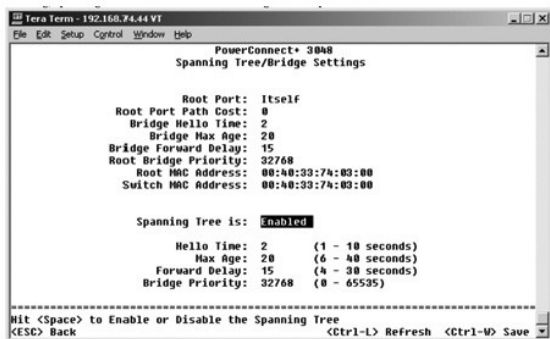 Tera Term - 192.168.74.44 VT
File Edit Setup Control Window Help
PowerConnect+ 3048
Spanning Tree/Bridge Settings
Root Port: Itself
Root Port Path Cost: 0
Bridge Hello Time: 2
Bridge Max Age: 20
Bridge Forward Delay: 15
Root Bridge Priority: 32768
Root MAC Address: 00:40:33:74:03:00
Switch MAC Address: 00:40:33:74:03:00
Spanning Tree is: Enabled
Hello Time: 2 (1 - 10 seconds)
Max Age: 20 (6 - 40 seconds)
Forward Delay: 15 (4 - 30 seconds)
Bridge Priority: 32768 (0 - 65535)
Hit <Space> to Enable or Disable the Spanning Tree
<ESC> Back <Ctrl-L> Refresh <Ctrl-W> Save